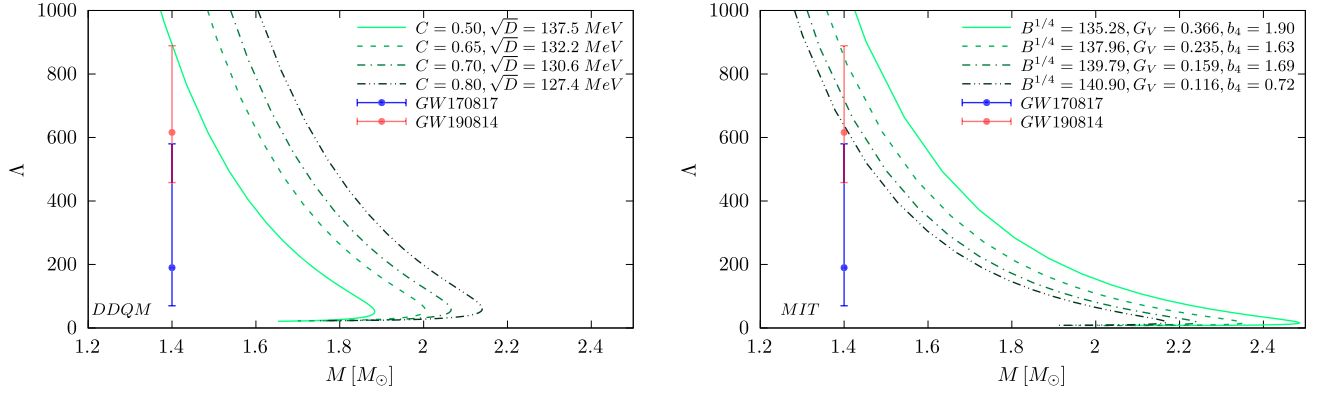 1000
800
600
400
200
0
Λ
C = 0.50, √D = 137.5 MeV
C = 0.65, √D = 132.2 MeV
C = 0.70, √D = 130.6 MeV
C = 0.80, √D = 127.4 MeV
GW170817
GW190814
DDQM
1.2 1.4 1.6 1.8 2 2.2 2.4
M [M⊙]
1000
800
600
400
200
0
Λ
B^{1/4} = 135.28, G_V = 0.366, b_4 = 1.90
B^{1/4} = 137.96, G_V = 0.235, b_4 = 1.63
B^{1/4} = 139.79, G_V = 0.159, b_4 = 1.69
B^{1/4} = 140.90, G_V = 0.116, b_4 = 0.72
GW170817
GW190814
MIT
1.2 1.4 1.6 1.8 2 2.2 2.4
M [M⊙]